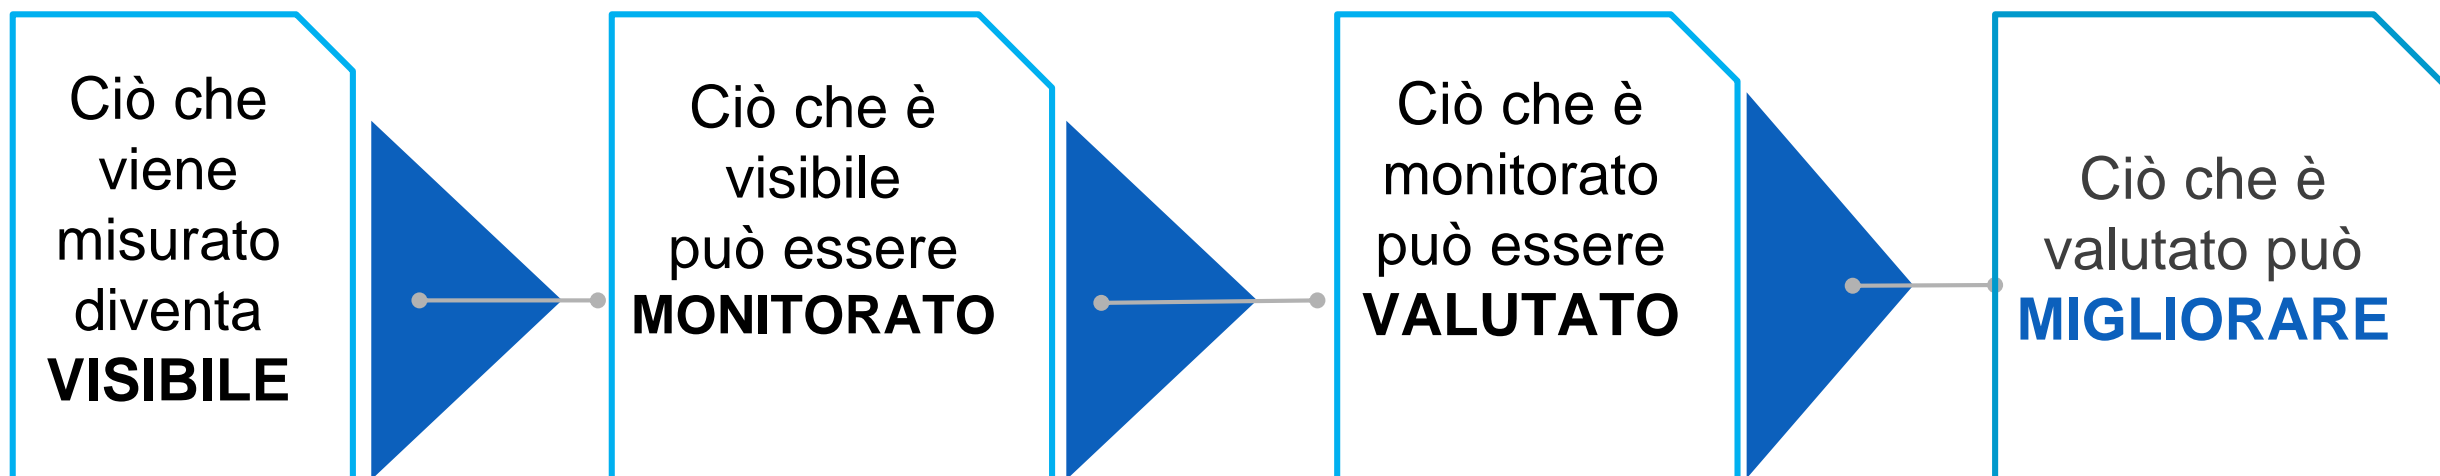 Ciò che
viene
misurato
diventa
VISIBILE
Ciò che è
visibile
può essere
MONITORATO
Ciò che è
monitorato
può essere
VALUTATO
Ciò che è
valutato può
MIGLIORARE